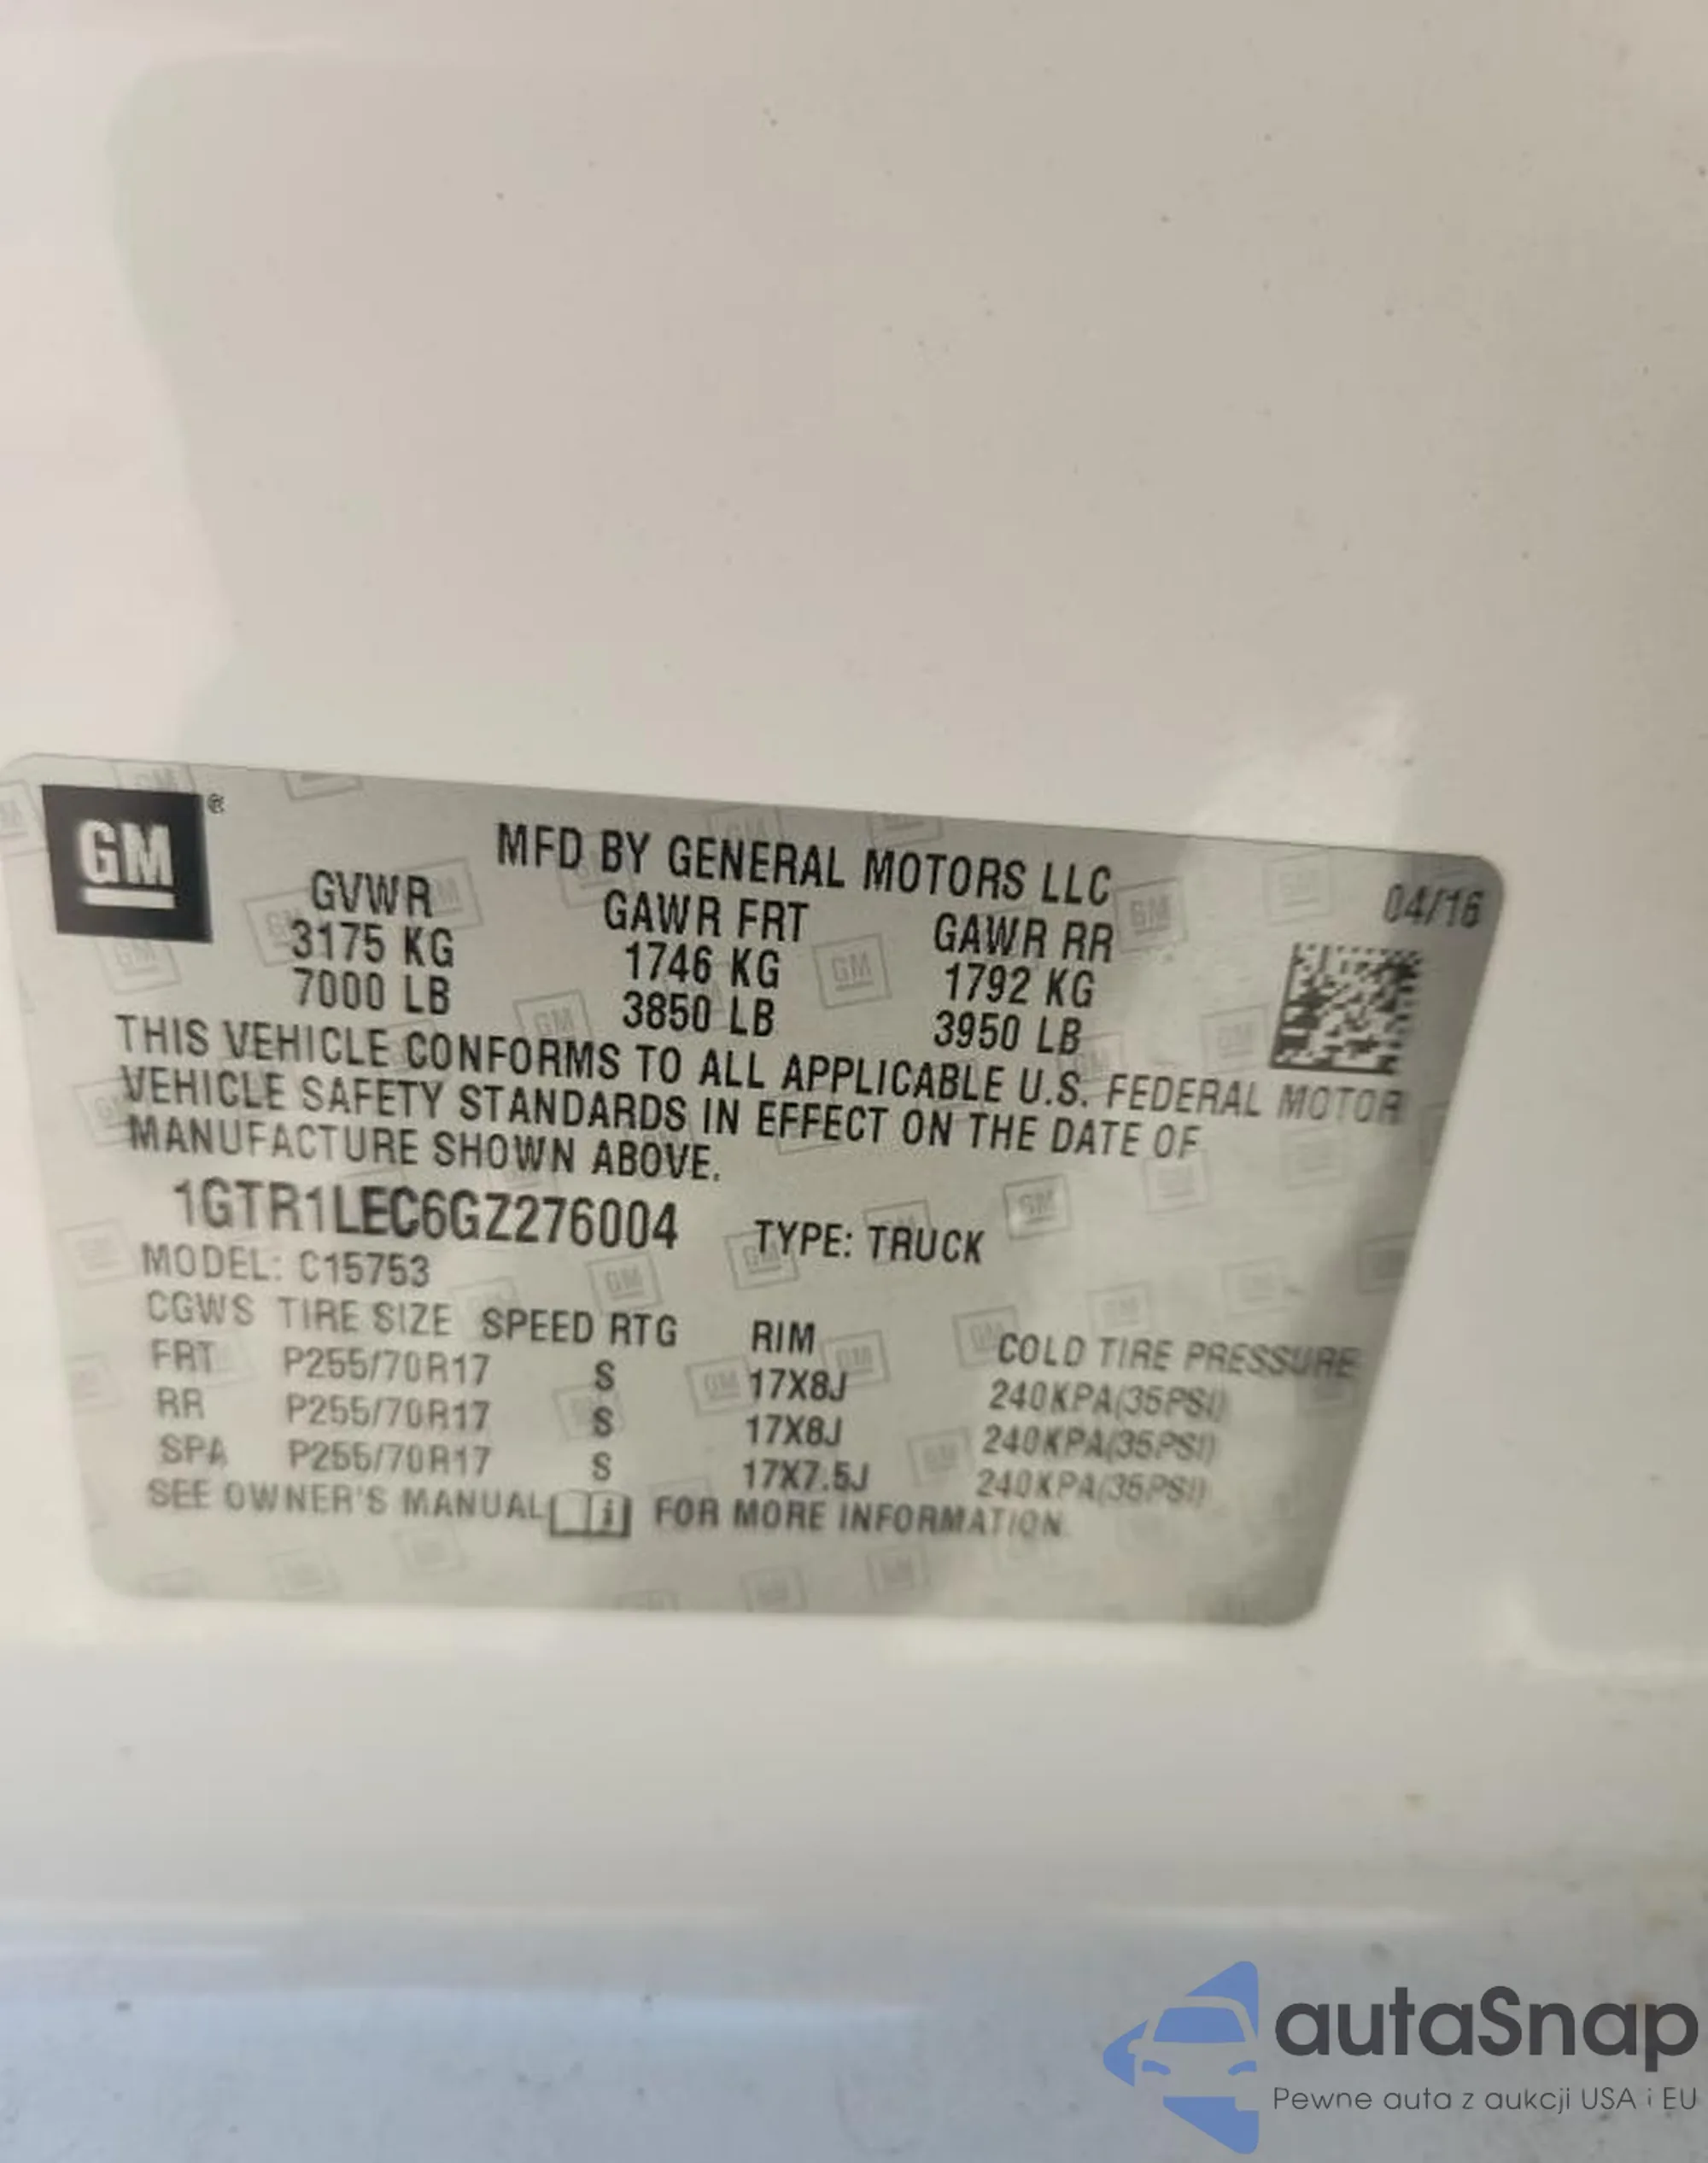 GM®
MFD BY GENERAL MOTORS LLC
04/16
GVWR GAWR FRT GAWR RR
3175 KG 1746 KG 1792 KG
7000 LB 3850 LB 3950 LB
THIS VEHICLE CONFORMS TO ALL APPLICABLE U.S. FEDERAL MOTOR
VEHICLE SAFETY STANDARDS IN EFFECT ON THE DATE OF
MANUFACTURE SHOWN ABOVE.
1GTR1LEC6GZ276004 TYPE: TRUCK
MODEL: C15753
CGWS TIRE SIZE SPEED RTG RIM COLD TIRE PRESSURE
FRT P255/70R17 S 17X8J 240KPA(35PSI)
RR P255/70R17 S 17X8J 240KPA(35PSI)
SPA P255/70R17 S 17X7.5J 240KPA(35PSI)
SEE OWNER'S MANUAL i FOR MORE INFORMATION
autaSnap
Pewne auta z aukcji USA i EU